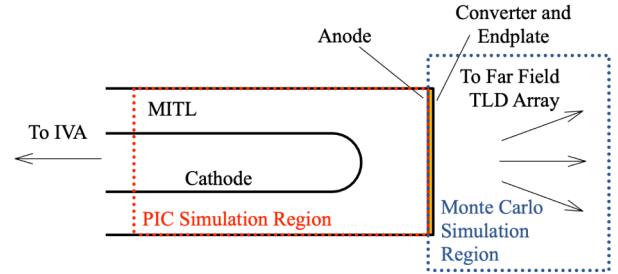 Converter and
Endplate
Anode
To Far Field
TLD Array
MITL
To IVA
Cathode
PIC Simulation Region
Monte Carlo
Simulation
Region